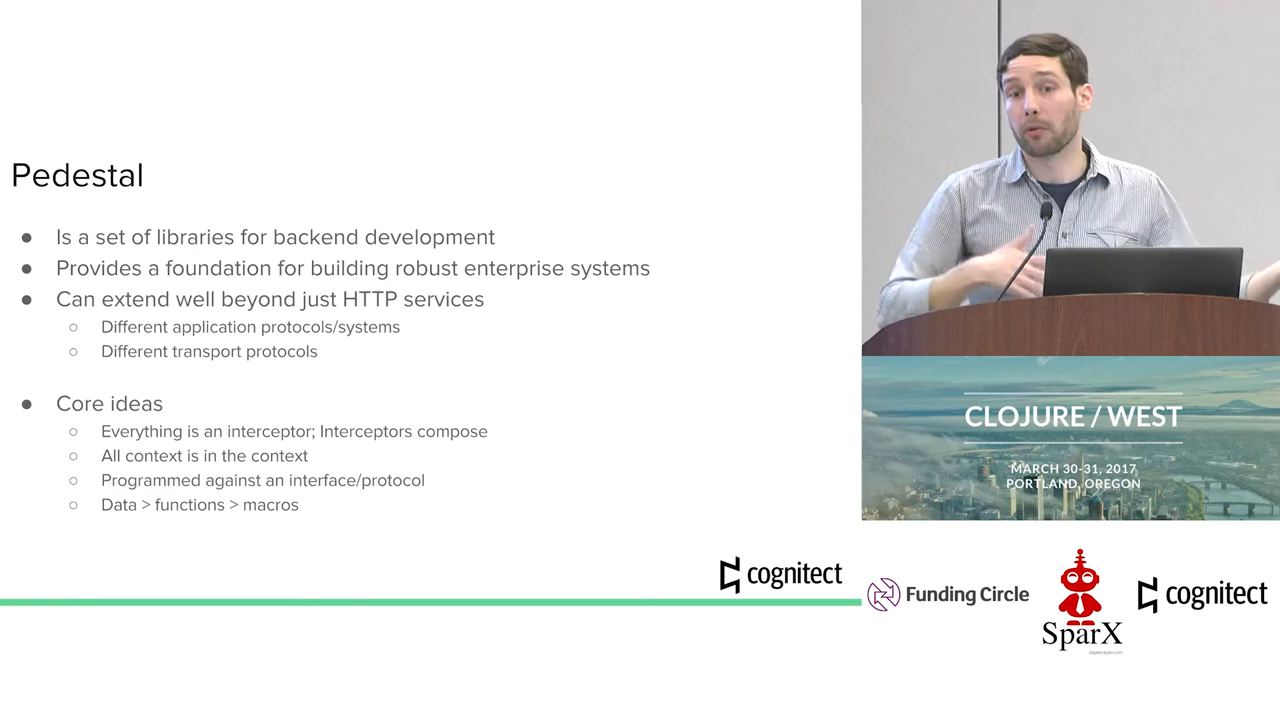 Pedestal
● Is a set of libraries for backend development
● Provides a foundation for building robust enterprise systems
● Can extend well beyond just HTTP services
○ Different application protocols/systems
○ Different transport protocols
● Core ideas
○ Everything is an interceptor; Interceptors compose
○ All context is in the context
○ Programmed against an interface/protocol
○ Data > functions > macros
cognitect
CLOJURE / WEST
MARCH 30-31, 2017
PORTLAND, OREGON
Funding Circle
SparX
cognitect